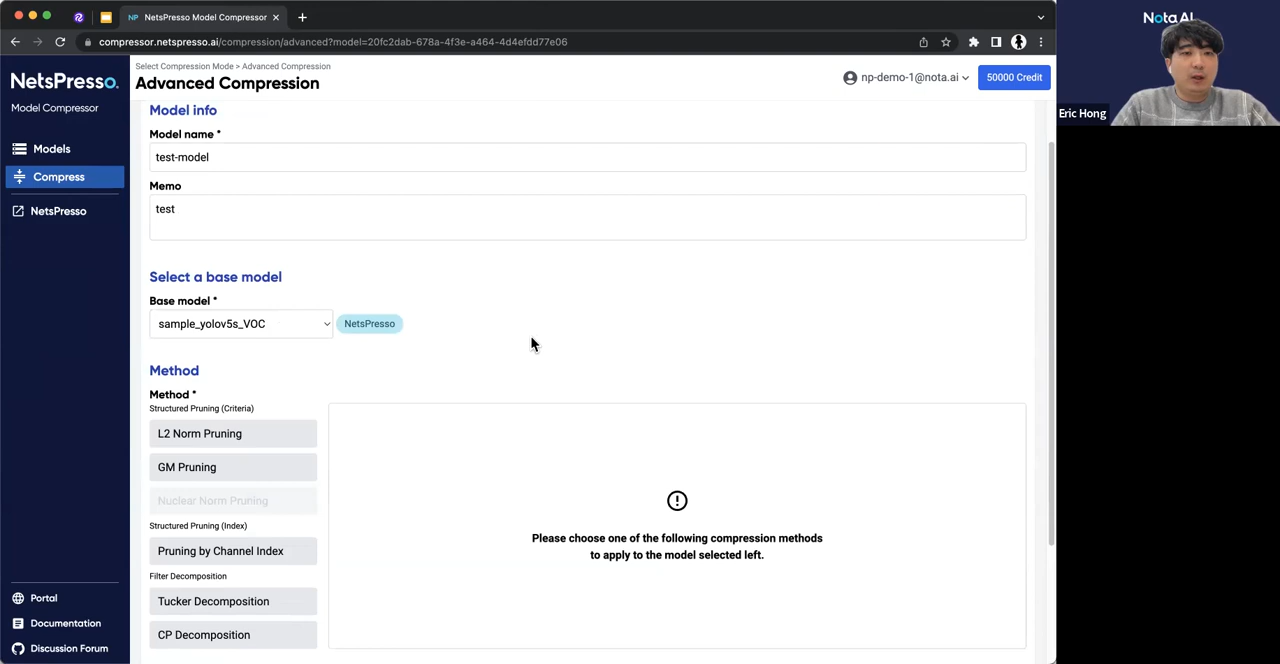 NP NetsPresso Model Compressor
compressor.netspresso.ai/compression/advanced?model=20fc2dab-678a-4f3e-a464-4d4efdd77e06
Nota AI
Eric Hong
NetsPresso.
Model Compressor
Models
Compress
NetsPresso
Portal
Documentation
Discussion Forum
Select Compression Mode > Advanced Compression
Advanced Compression
np-demo-1@nota.ai
50000 Credit
Model info
Model name *
test-model
Memo
test
Select a base model
Base model *
sample_yolov5s_VOC
NetsPresso
Method
Method *
Structured Pruning (Criteria)
L2 Norm Pruning
GM Pruning
Nuclear Norm Pruning
Structured Pruning (Index)
Pruning by Channel Index
Filter Decomposition
Tucker Decomposition
CP Decomposition
Please choose one of the following compression methods
to apply to the model selected left.